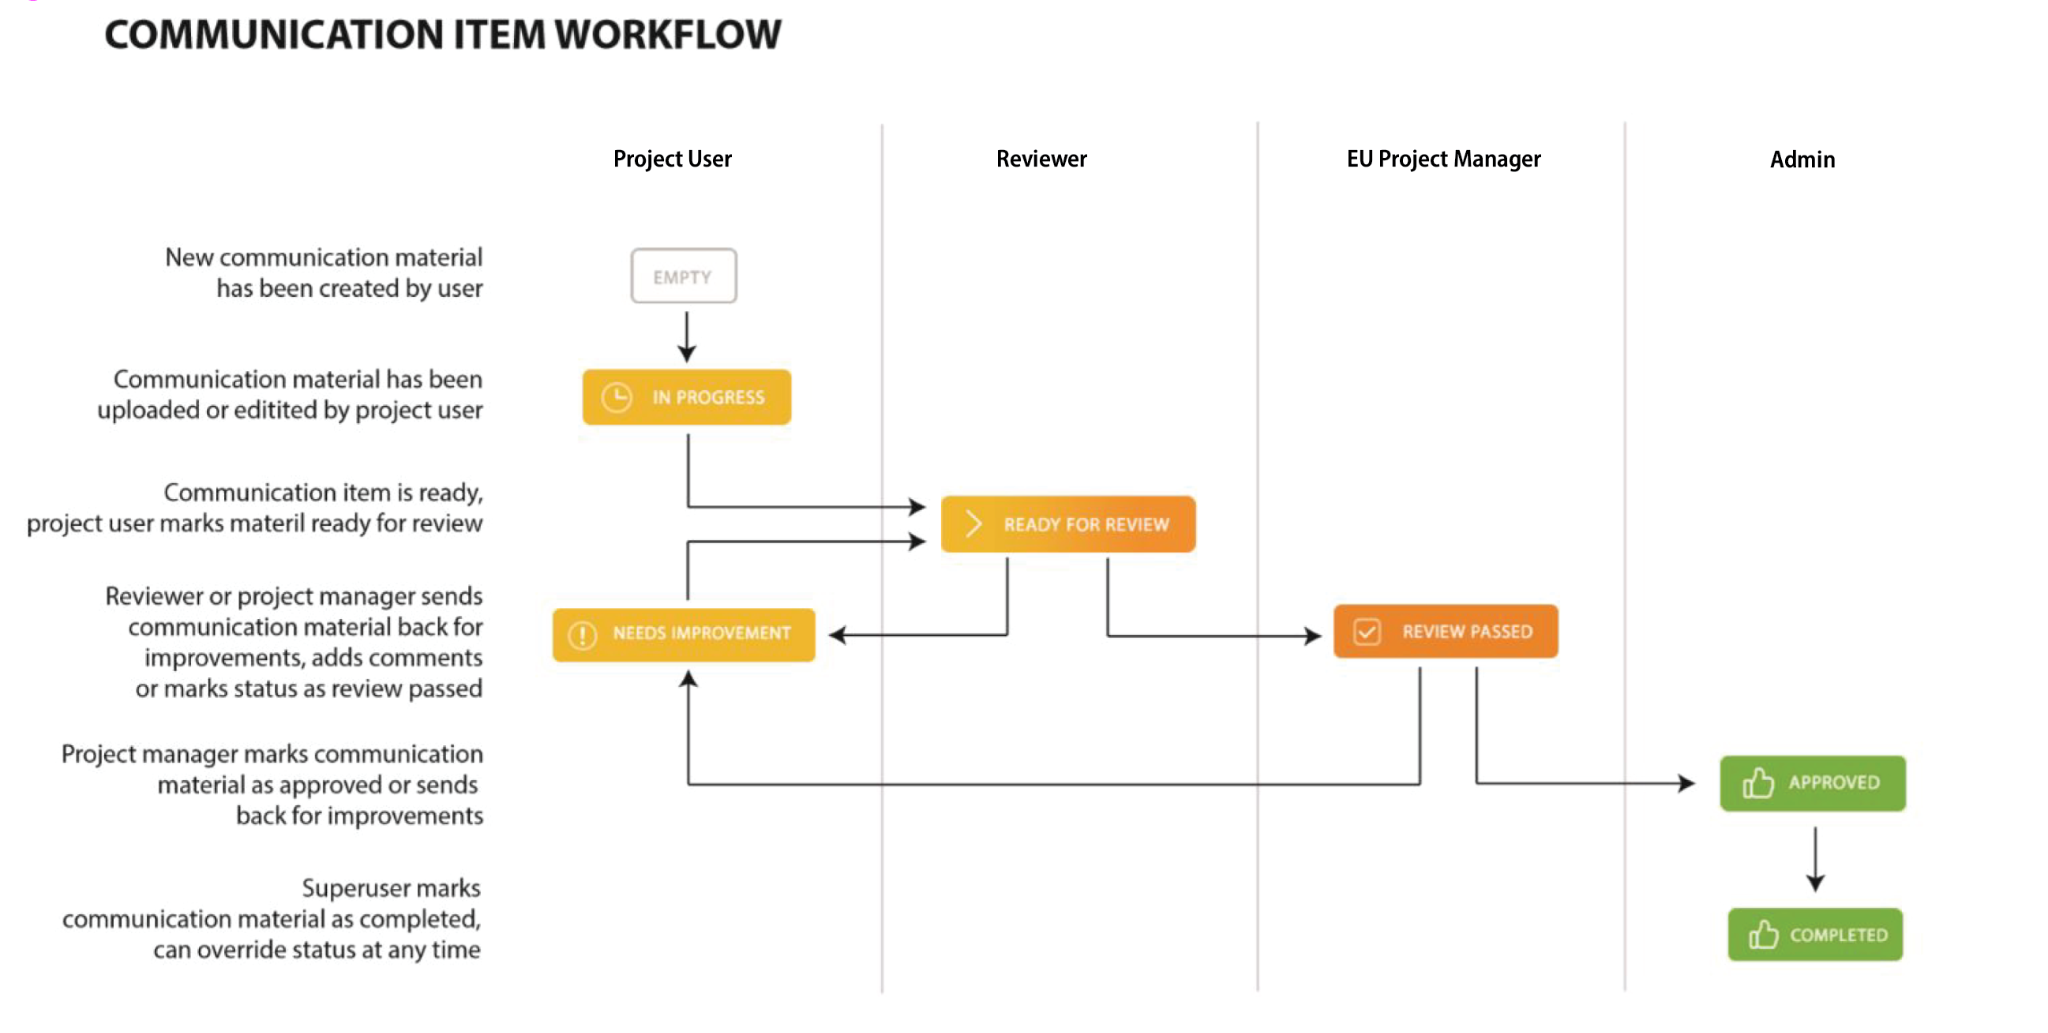 COMMUNICATION ITEM WORKFLOW
Project User
Reviewer
EU Project Manager
Admin
New communication material
has been created by user
EMPTY
Communication material has been
uploaded or editited by project user
IN PROGRESS
Communication item is ready,
project user marks materil ready for review
READY FOR REVIEW
Reviewer or project manager sends
communication material back for
improvements, adds comments
or marks status as review passed
NEEDS IMPROVEMENT
REVIEW PASSED
Project manager marks communication
material as approved or sends
back for improvements
APPROVED
Superuser marks
communication material as completed,
can override status at any time
COMPLETED